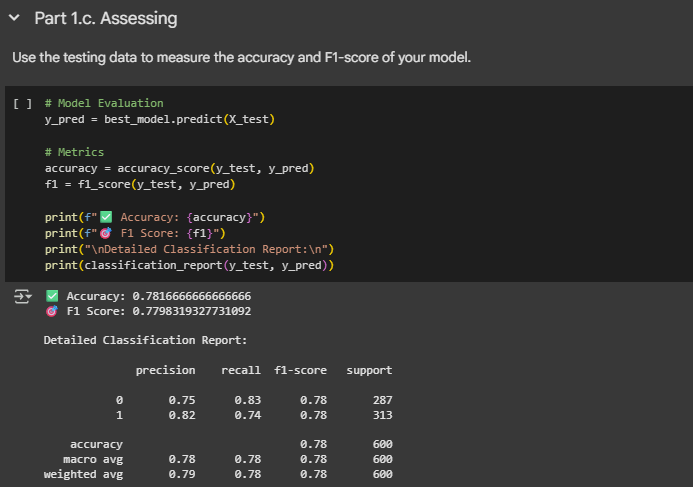 Part 1.c. Assessing
Use the testing data to measure the accuracy and F1-score of your model.
[ ] # Model Evaluation
y_pred = best_model.predict(X_test)
# Metrics
accuracy = accuracy_score(y_test, y_pred)
f1 = f1_score(y_test, y_pred)
print(f"✅ Accuracy: {accuracy}")
print(f"🎯 F1 Score: {f1}")
print("\nDetailed Classification Report:\n")
print(classification_report(y_test, y_pred))
✅ Accuracy: 0.7816666666666666
🎯 F1 Score: 0.7798319327731092
Detailed Classification Report:
precision recall f1-score support
0 0.75 0.83 0.78 287
1 0.82 0.74 0.78 313
accuracy 0.78 600
macro avg 0.78 0.78 0.78 600
weighted avg 0.79 0.78 0.78 600